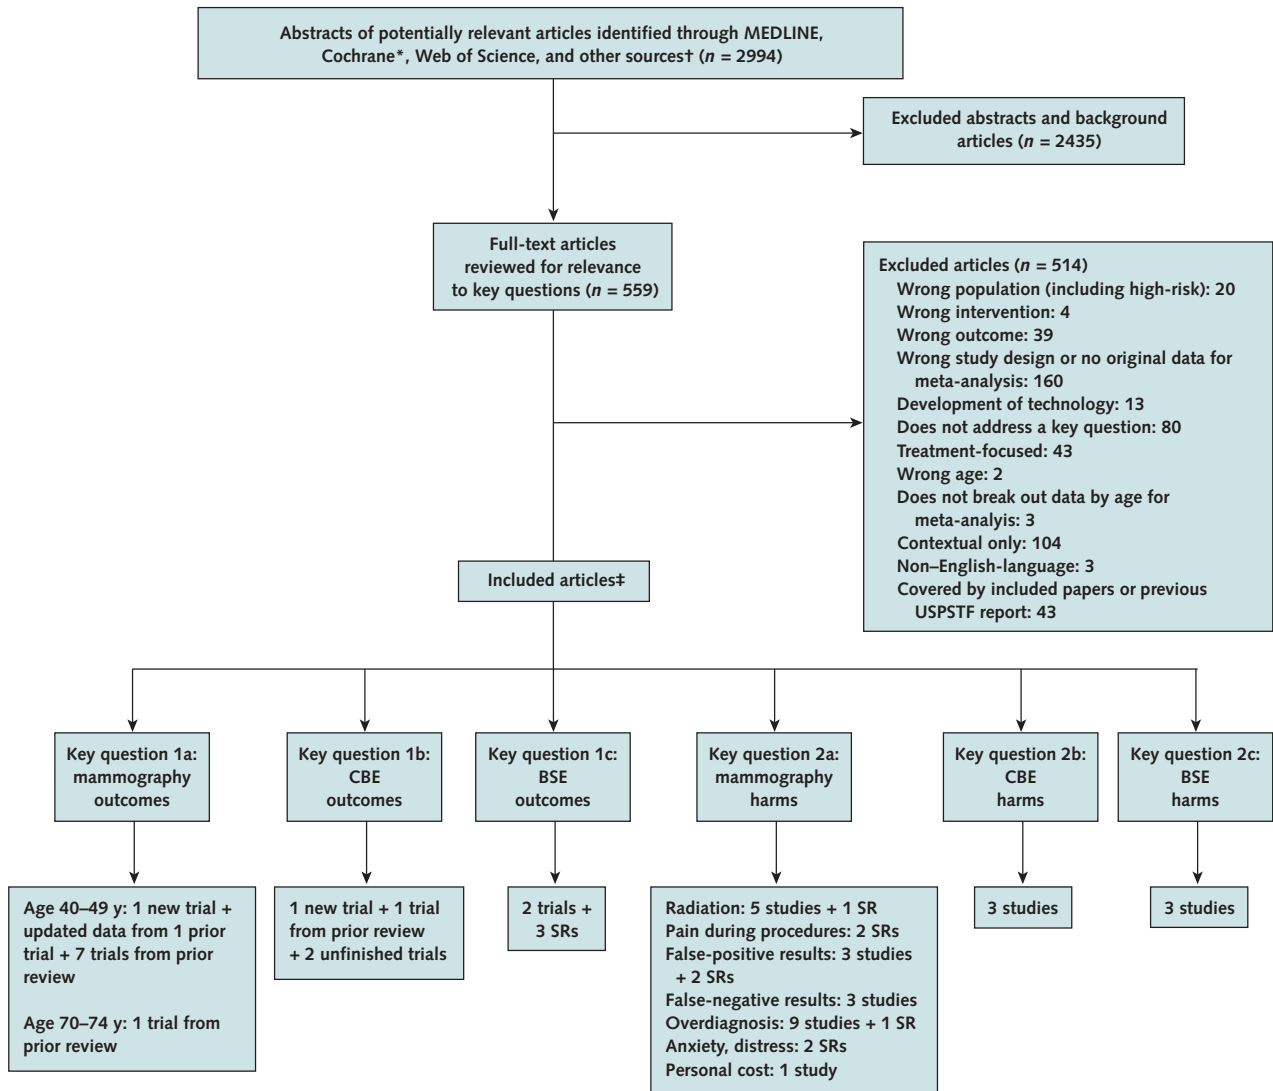 Abstracts of potentially relevant articles identified through MEDLINE,
Cochrane*, Web of Science, and other sources† (n = 2994)
Excluded abstracts and background
articles (n = 2435)
Full-text articles
reviewed for relevance
to key questions (n = 559)
Excluded articles (n = 514)
Wrong population (including high-risk): 20
Wrong intervention: 4
Wrong outcome: 39
Wrong study design or no original data for
meta-analysis: 160
Development of technology: 13
Does not address a key question: 80
Treatment-focused: 43
Wrong age: 2
Does not break out data by age for
meta-analyis: 3
Contextual only: 104
Non–English-language: 3
Covered by included papers or previous
USPSTF report: 43
Included articles‡
Key question 1a:
mammography
outcomes
Key question 1b:
CBE
outcomes
Key question 1c:
BSE
outcomes
Key question 2a:
mammography
harms
Key question 2b:
CBE
harms
Key question 2c:
BSE
harms
Age 40–49 y: 1 new trial +
updated data from 1 prior
trial + 7 trials from prior
review
Age 70–74 y: 1 trial from
prior review
1 new trial + 1 trial
from prior review
+ 2 unfinished trials
2 trials +
3 SRs
Radiation: 5 studies + 1 SR
Pain during procedures: 2 SRs
False-positive results: 3 studies
+ 2 SRs
False-negative results: 3 studies
Overdiagnosis: 9 studies + 1 SR
Anxiety, distress: 2 SRs
Personal cost: 1 study
3 studies
3 studies